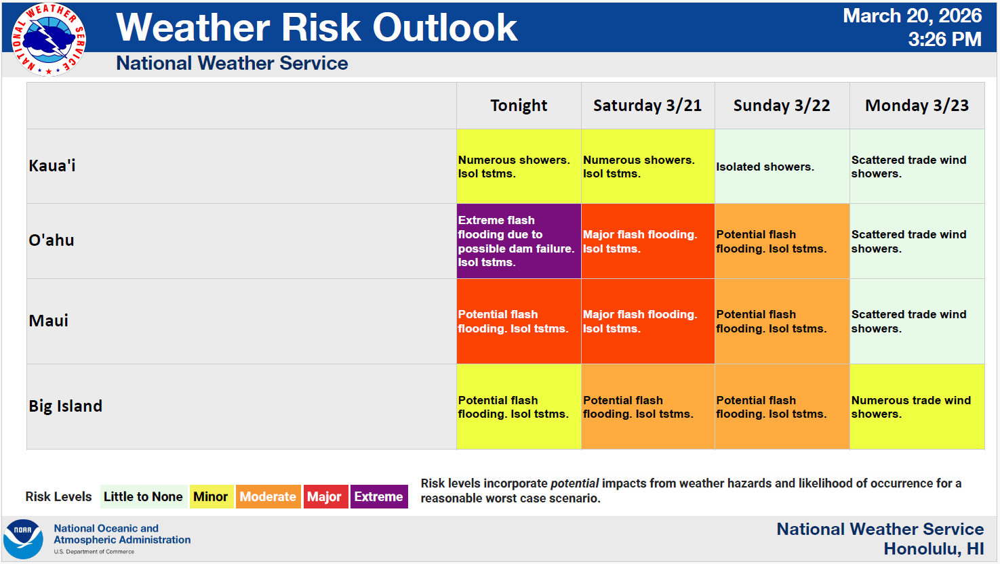 NATIONAL WEATHER SERVICE
Weather Risk Outlook
March 20, 2026
3:26 PM
National Weather Service
Tonight
Saturday 3/21
Sunday 3/22
Monday 3/23
Kaua'i
Numerous showers.
Isol tstms.
Numerous showers.
Isol tstms.
Isolated showers.
Scattered trade wind
showers.
O'ahu
Extreme flash
flooding due to
possible dam failure.
Isol tstms.
Major flash flooding.
Isol tstms.
Potential flash
flooding. Isol tstms.
Scattered trade wind
showers.
Maui
Potential flash
flooding. Isol tstms.
Major flash flooding.
Isol tstms.
Potential flash
flooding. Isol tstms.
Scattered trade wind
showers.
Big Island
Potential flash
flooding. Isol tstms.
Potential flash
flooding. Isol tstms.
Potential flash
flooding. Isol tstms.
Numerous trade wind
showers.
Risk Levels
Little to None
Minor
Moderate
Major
Extreme
Risk levels incorporate potential impacts from weather hazards and likelihood of occurrence for a
reasonable worst case scenario.
NOAA
National Oceanic and
Atmospheric Administration
U.S. Department of Commerce
National Weather Service
Honolulu, HI